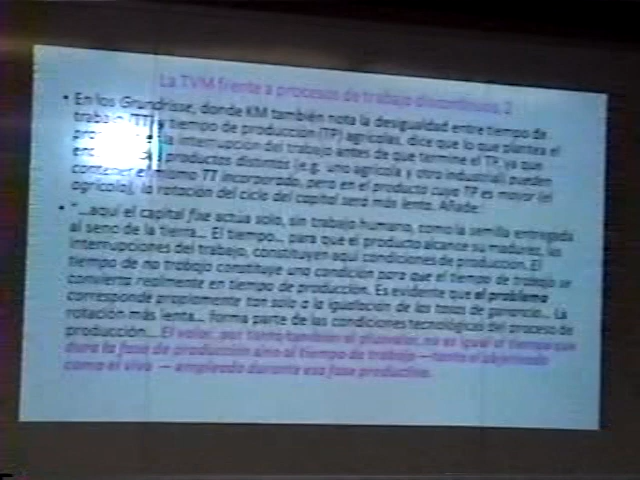 La TVM frente a procesos de trabajo discontinuos, 2
• En los Grundrisse, donde KM también nota la desigualdad entre tiempo de
trabajo (TT) y tiempo de producción (TP) agrícolas, dice que lo que plantea el
la interrupción del trabajo antes de que termine el TP, ya que
productos distintos (e.g. uno agrícola y otro industrial) pueden
mismo TT incorporado, pero en el producto cuyo TP es mayor (el
agrícola), la rotación del ciclo del capital será más lenta. Añade:
• "...aquí el capital fixe actúa solo, sin trabajo humano, como la semilla entregada
al seno de la tierra... El tiempo... para que el producto alcance su madurez, las
interrupciones del trabajo, constituyen aquí condiciones de producción. El
tiempo de no trabajo constituye una condición para que el tiempo de trabajo se
convierta realmente en tiempo de producción. Es evidente que el problema
corresponde propiamente tan solo a la igualación de las tasas de ganancia... La
rotación más lenta... forma parte de las condiciones tecnológicas del proceso de
producción... El valor, por tanto también el plusvalor, no es igual al tiempo que
dura la fase de producción sino al tiempo de trabajo —tanto el objetivado
como el vivo — empleado durante esa fase productiva.